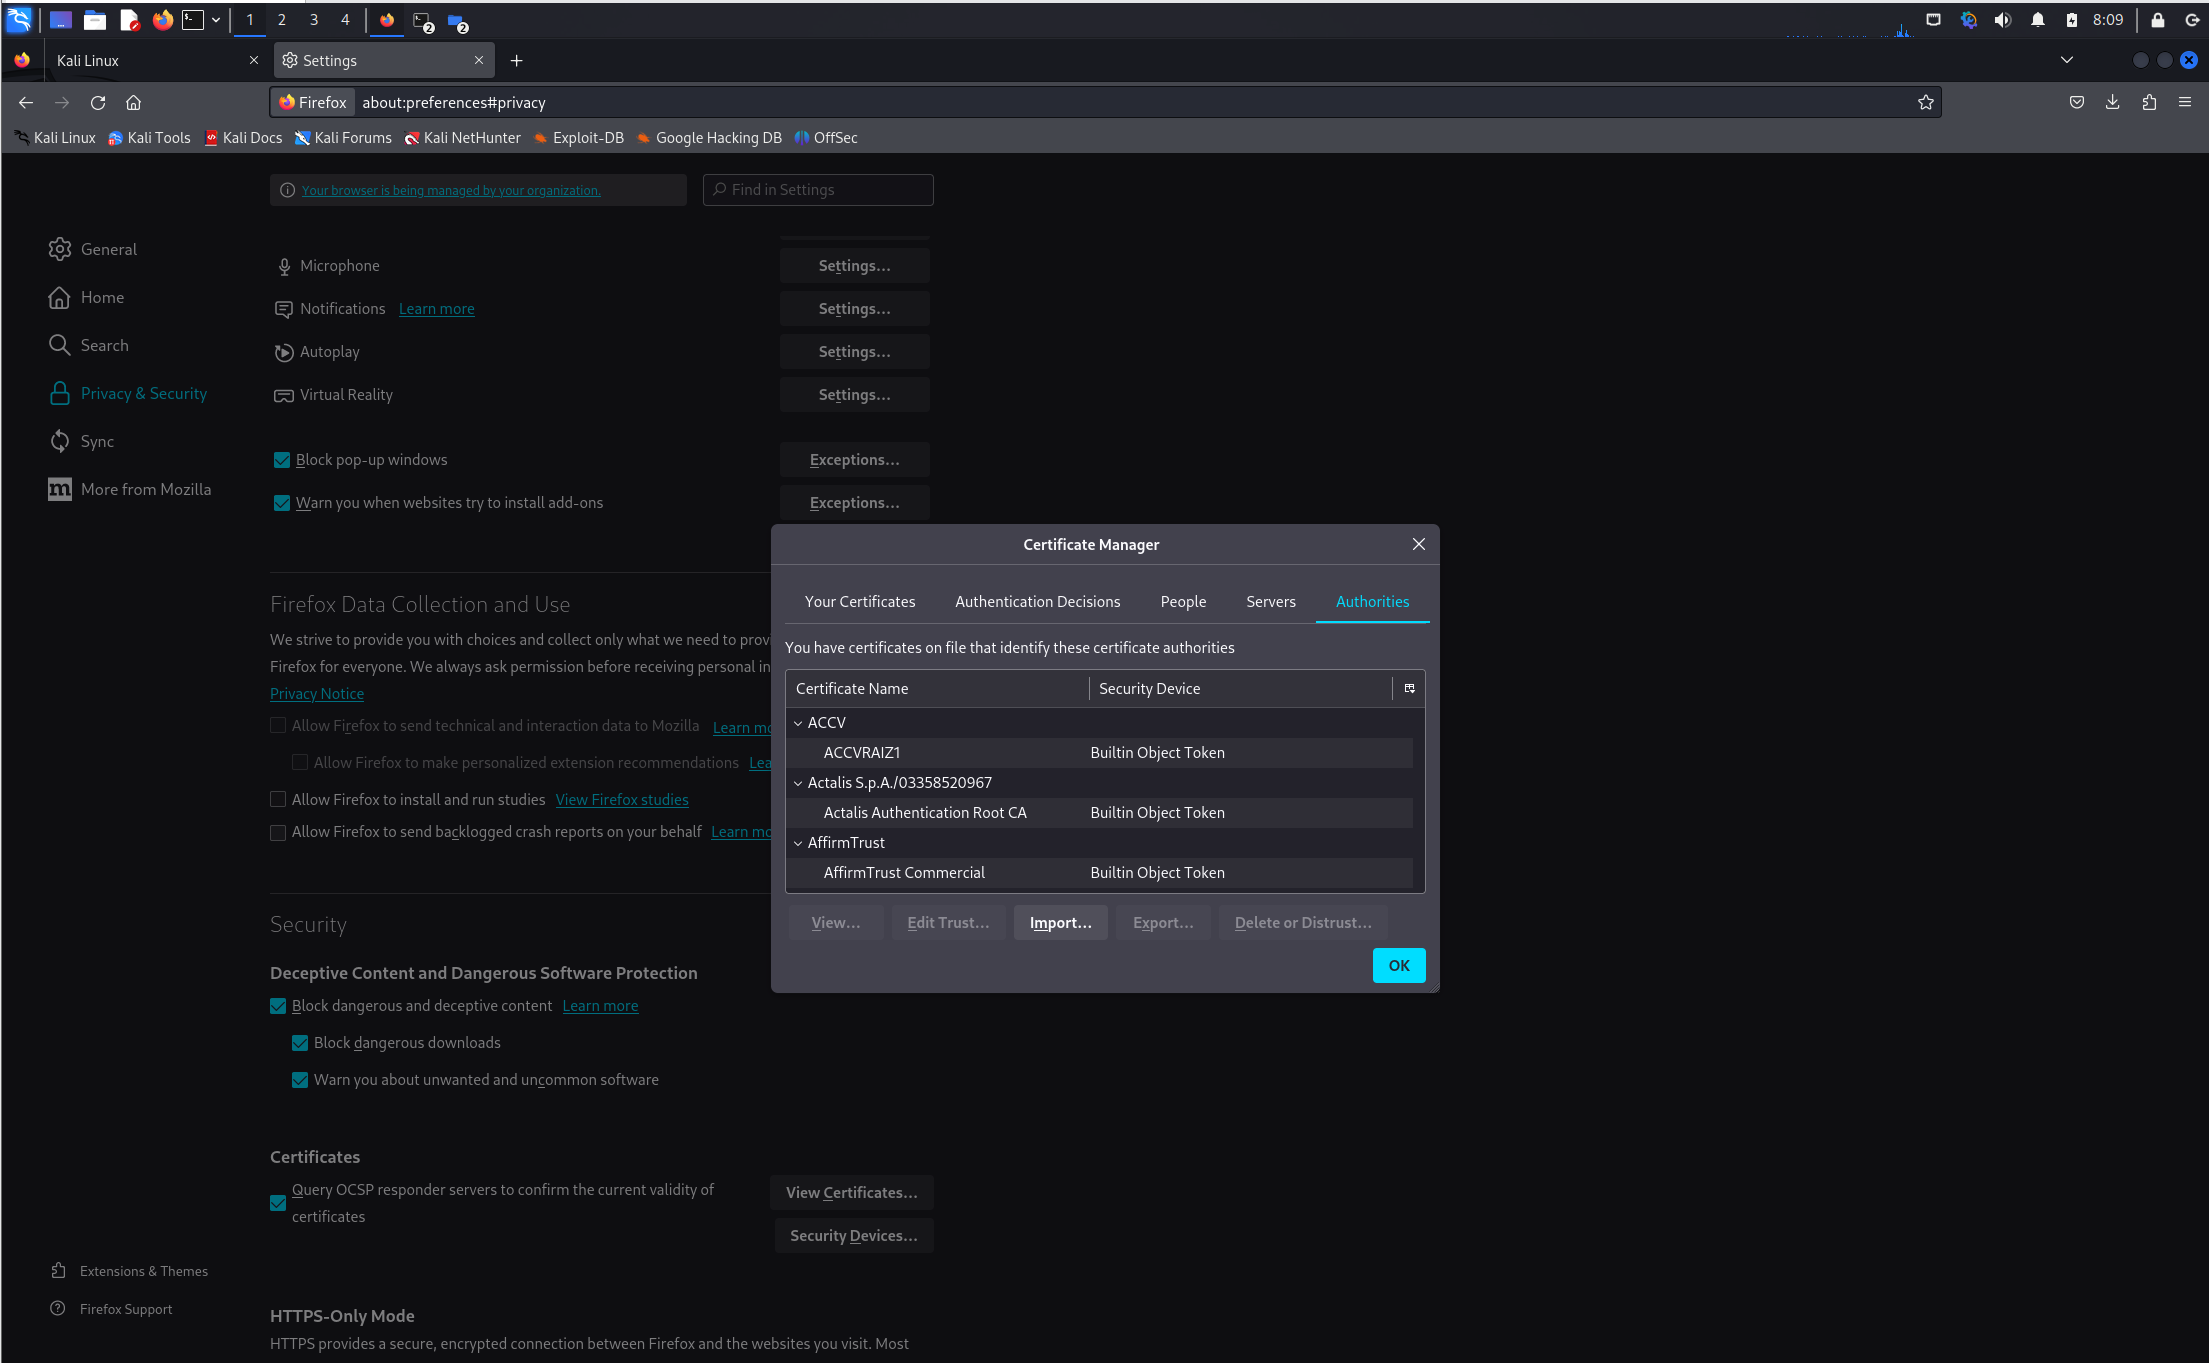 1 2 3 4 2 2 8:09
Kali Linux Settings
Firefox about:preferences#privacy
Kali Linux Kali Tools Kali Docs Kali Forums Kali NetHunter Exploit-DB Google Hacking DB OffSec
Your browser is being managed by your organization. Find in Settings
General
Home
Search
Privacy & Security
Sync
m More from Mozilla
Microphone Settings...
Notifications Learn more Settings...
Autoplay Settings...
Virtual Reality Settings...
Block pop-up windows Exceptions...
Warn you when websites try to install add-ons Exceptions...
Firefox Data Collection and Use
We strive to provide you with choices and collect only what we need to provi
Firefox for everyone. We always ask permission before receiving personal in
Privacy Notice
Allow Firefox to send technical and interaction data to Mozilla Learn mo
Allow Firefox to make personalized extension recommendations Lea
Allow Firefox to install and run studies View Firefox studies
Allow Firefox to send backlogged crash reports on your behalf Learn mo
Certificate Manager
Your Certificates Authentication Decisions People Servers Authorities
You have certificates on file that identify these certificate authorities
Certificate Name Security Device
ACCV
ACCVRAIZ1 Builtin Object Token
Actalis S.p.A./03358520967
Actalis Authentication Root CA Builtin Object Token
AffirmTrust
AffirmTrust Commercial Builtin Object Token
View... Edit Trust... Import... Export... Delete or Distrust...
OK
Security
Deceptive Content and Dangerous Software Protection
Block dangerous and deceptive content Learn more
Block dangerous downloads
Warn you about unwanted and uncommon software
Certificates
Query OCSP responder servers to confirm the current validity of
certificates
View Certificates...
Security Devices...
Extensions & Themes
Firefox Support
HTTPS-Only Mode
HTTPS provides a secure, encrypted connection between Firefox and the websites you visit. Most